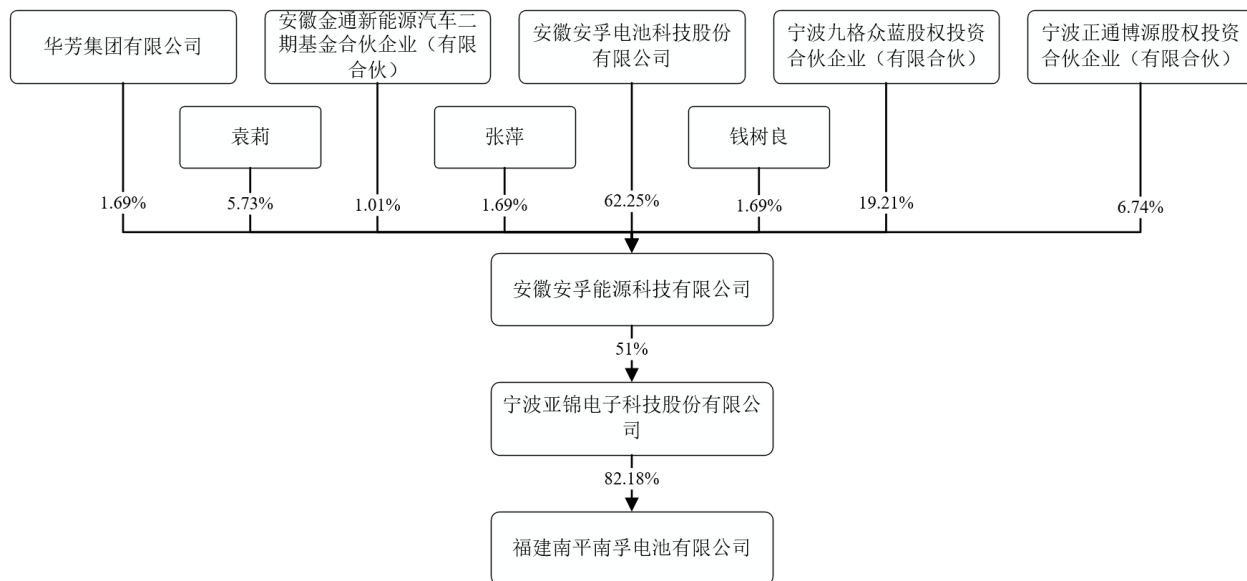 华芳集团有限公司
安徽金通新能源汽车二
期基金合伙企业（有限
合伙）
安徽安孚电池科技股份
有限公司
宁波九格众蓝股权投资
合伙企业（有限合伙）
宁波正通博源股权投资
合伙企业（有限合伙）
袁莉
张萍
钱树良
1.69%
5.73%
1.01%
1.69%
62.25%
1.69%
19.21%
6.74%
安徽安孚能源科技有限公司
51%
宁波亚锦电子科技股份有限公
司
82.18%
福建南平南孚电池有限公司